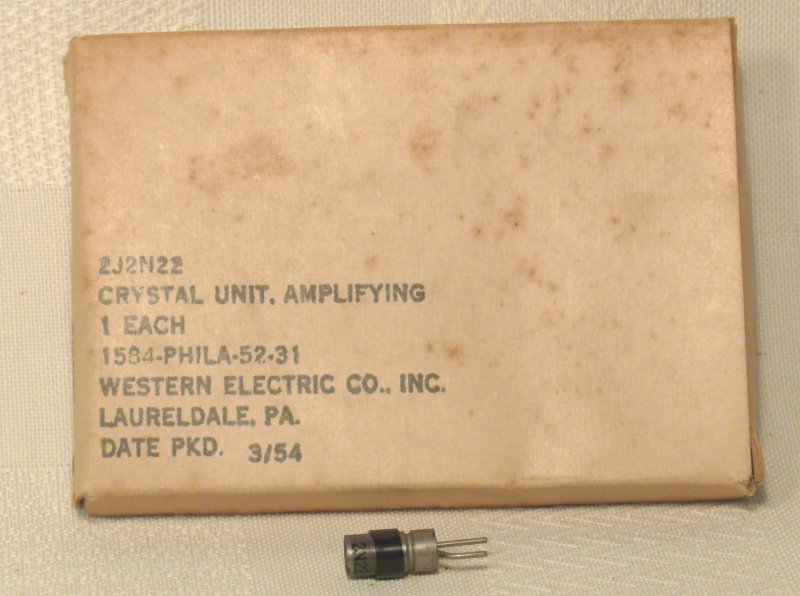 2J2N22
CRYSTAL UNIT, AMPLIFYING
1 EACH
1584-PHILA-52-31
WESTERN ELECTRIC CO., INC.
LAURELDALE, PA.
DATE PKD. 3/54